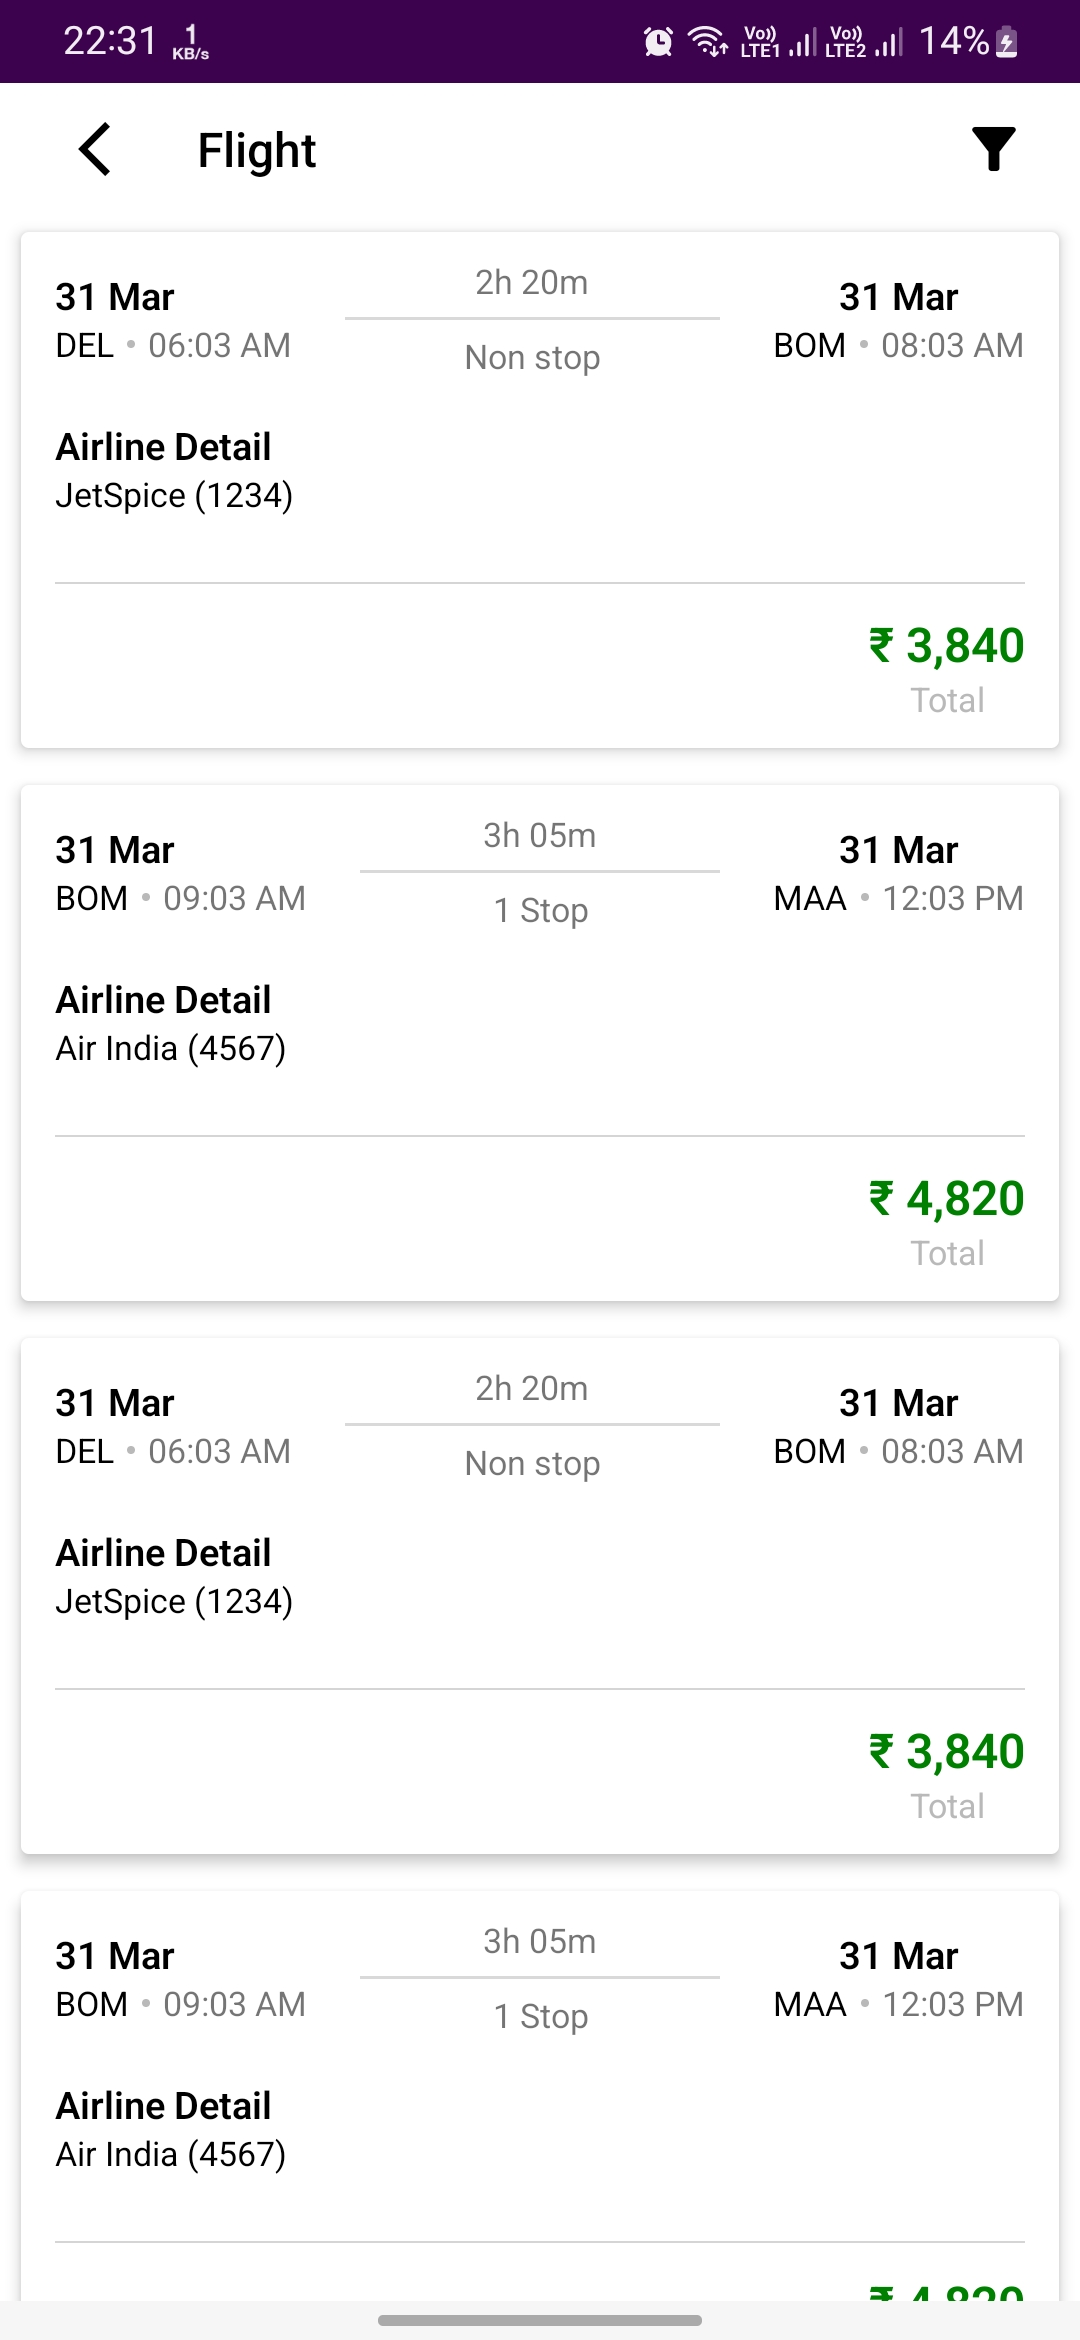 22:31 1 KB/s Vo)) LTE1 Vo)) LTE2 14%
Flight
31 Mar 2h 20m 31 Mar
DEL • 06:03 AM Non stop BOM • 08:03 AM
Airline Detail
JetSpice (1234)
₹ 3,840
Total
31 Mar 3h 05m 31 Mar
BOM • 09:03 AM 1 Stop MAA • 12:03 PM
Airline Detail
Air India (4567)
₹ 4,820
Total
31 Mar 2h 20m 31 Mar
DEL • 06:03 AM Non stop BOM • 08:03 AM
Airline Detail
JetSpice (1234)
₹ 3,840
Total
31 Mar 3h 05m 31 Mar
BOM • 09:03 AM 1 Stop MAA • 12:03 PM
Airline Detail
Air India (4567)
₹ 4,820